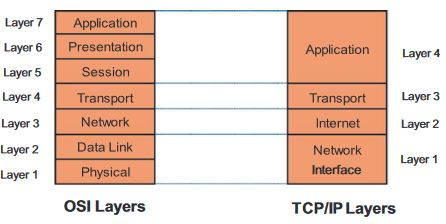 Layer 7 Application
Layer 6 Presentation
Layer 5 Session
Layer 4 Transport
Layer 3 Network
Layer 2 Data Link
Layer 1 Physical
OSI Layers
Application Layer 4
Transport Layer 3
Internet Layer 2
Network
Interface
Layer 1
TCP/IP Layers